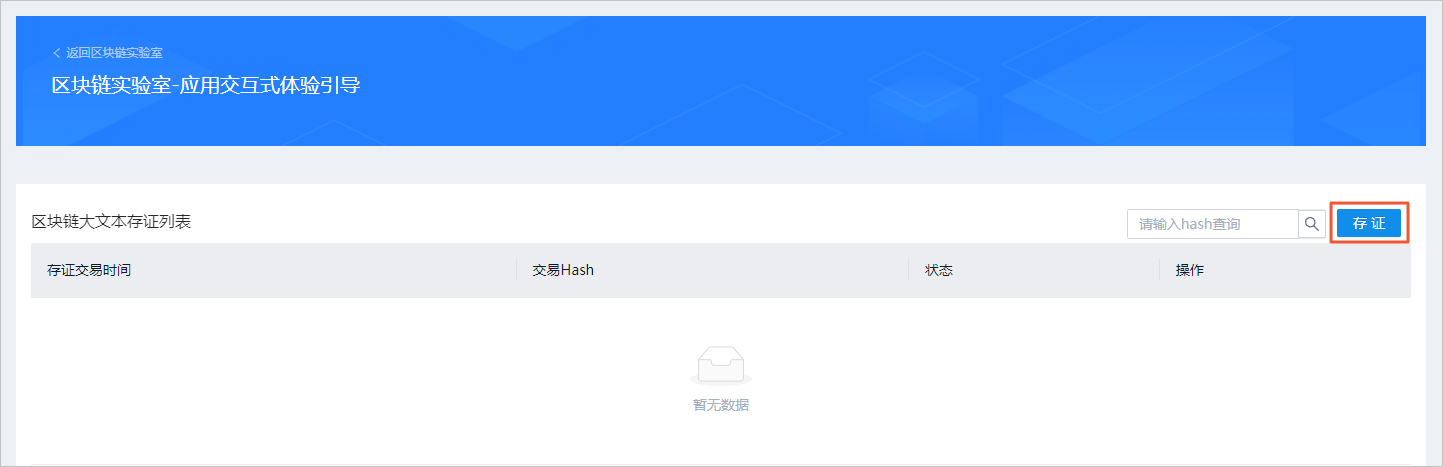 返回区块链实验室
区块链实验室-应用交互式体验引导
区块链大文本存证列表
请输入hash查询
存 证
存证交易时间
交易Hash
状态
操作
暂无数据